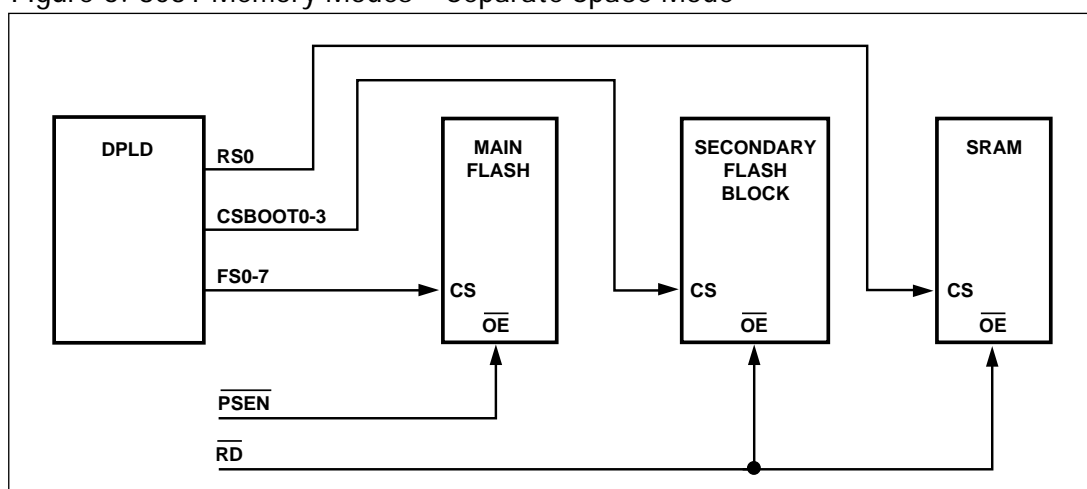 Figure 8031 Memory Modes – Separate Space Mode
DPLD
RS0
CSBOOT0-3
FS0-7
MAIN
FLASH
CS
OE
SECONDARY
FLASH
BLOCK
CS
OE
SRAM
CS
OE
PSEN
RD